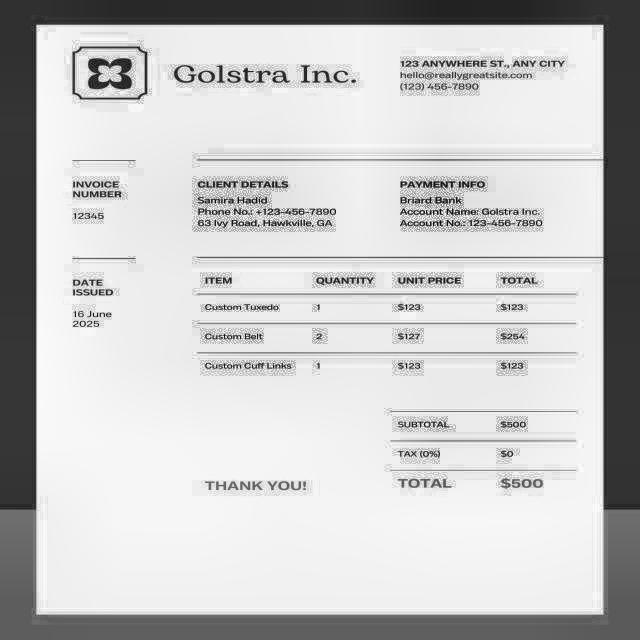 Golstra Inc.
123 ANYWHERE ST., ANY CITY
hello@reallygreatsite.com
(123) 456-7890
INVOICE
NUMBER
12345
CLIENT DETAILS
Samira Hadid
Phone No.: +123-456-7890
63 Ivy Road, Hawkville, GA
PAYMENT INFO
Briard Bank
Account Name: Golstra Inc.
Account No.: 123-456-7890
DATE
ISSUED
16 June
2025
ITEM QUANTITY UNIT PRICE TOTAL
Custom Tuxedo 1 $123 $123
Custom Belt 2 $127 $254
Custom Cuff Links 1 $123 $123
SUBTOTAL $500
TAX (0%) $0
THANK YOU! TOTAL $500